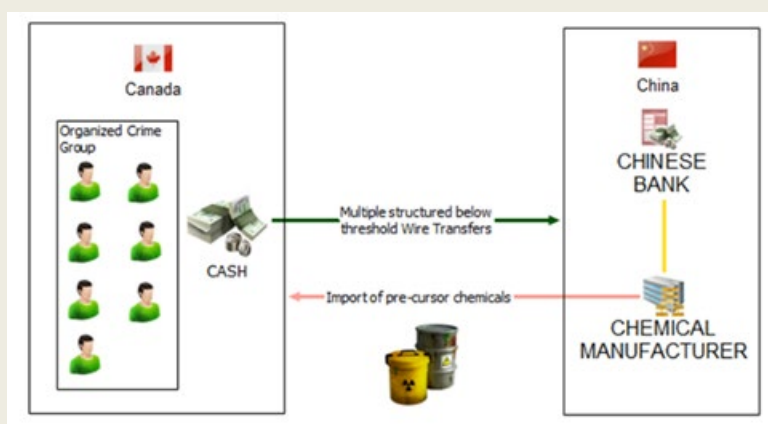 Canada
Organized Crime
Group
CASH
Multiple structured below
threshold Wire Transfers
Import of pre-cursor chemicals
China
CHINESE
BANK
CHEMICAL
MANUFACTURER